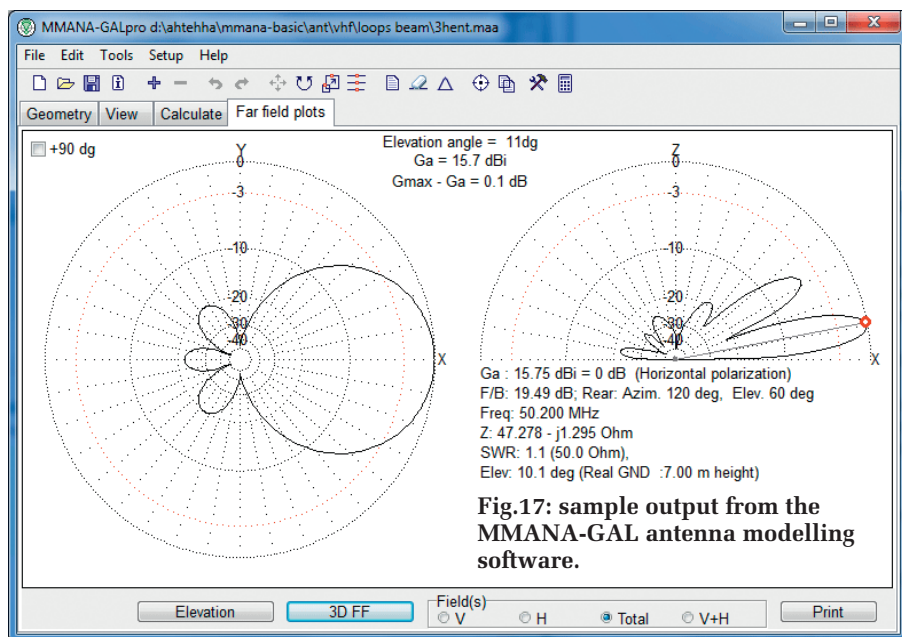 MMANA-GALpro d:\ahtehha\mmana-basic\ant\vhf\loops beam\3hent.maa
File Edit Tools Setup Help
Geometry View Calculate Far field plots
+90 dg
Elevation angle = 11dg
Ga = 15.7 dBi
Gmax - Ga = 0.1 dB
Y
0
-3
-10
-20
-30
-40
X
Z
0
-3
-10
-20
-30
-40
X
Ga : 15.75 dBi = 0 dB (Horizontal polarization)
F/B: 19.49 dB; Rear: Azim. 120 deg, Elev. 60 deg
Freq: 50.200 MHz
Z: 47.278 - j1.295 Ohm
SWR: 1.1 (50.0 Ohm),
Elev: 10.1 deg (Real GND :7.00 m height)
Fig.17: sample output from the
MMANA-GAL antenna modelling
software.
Elevation
3D FF
Field(s)
V H Total V+H
Print